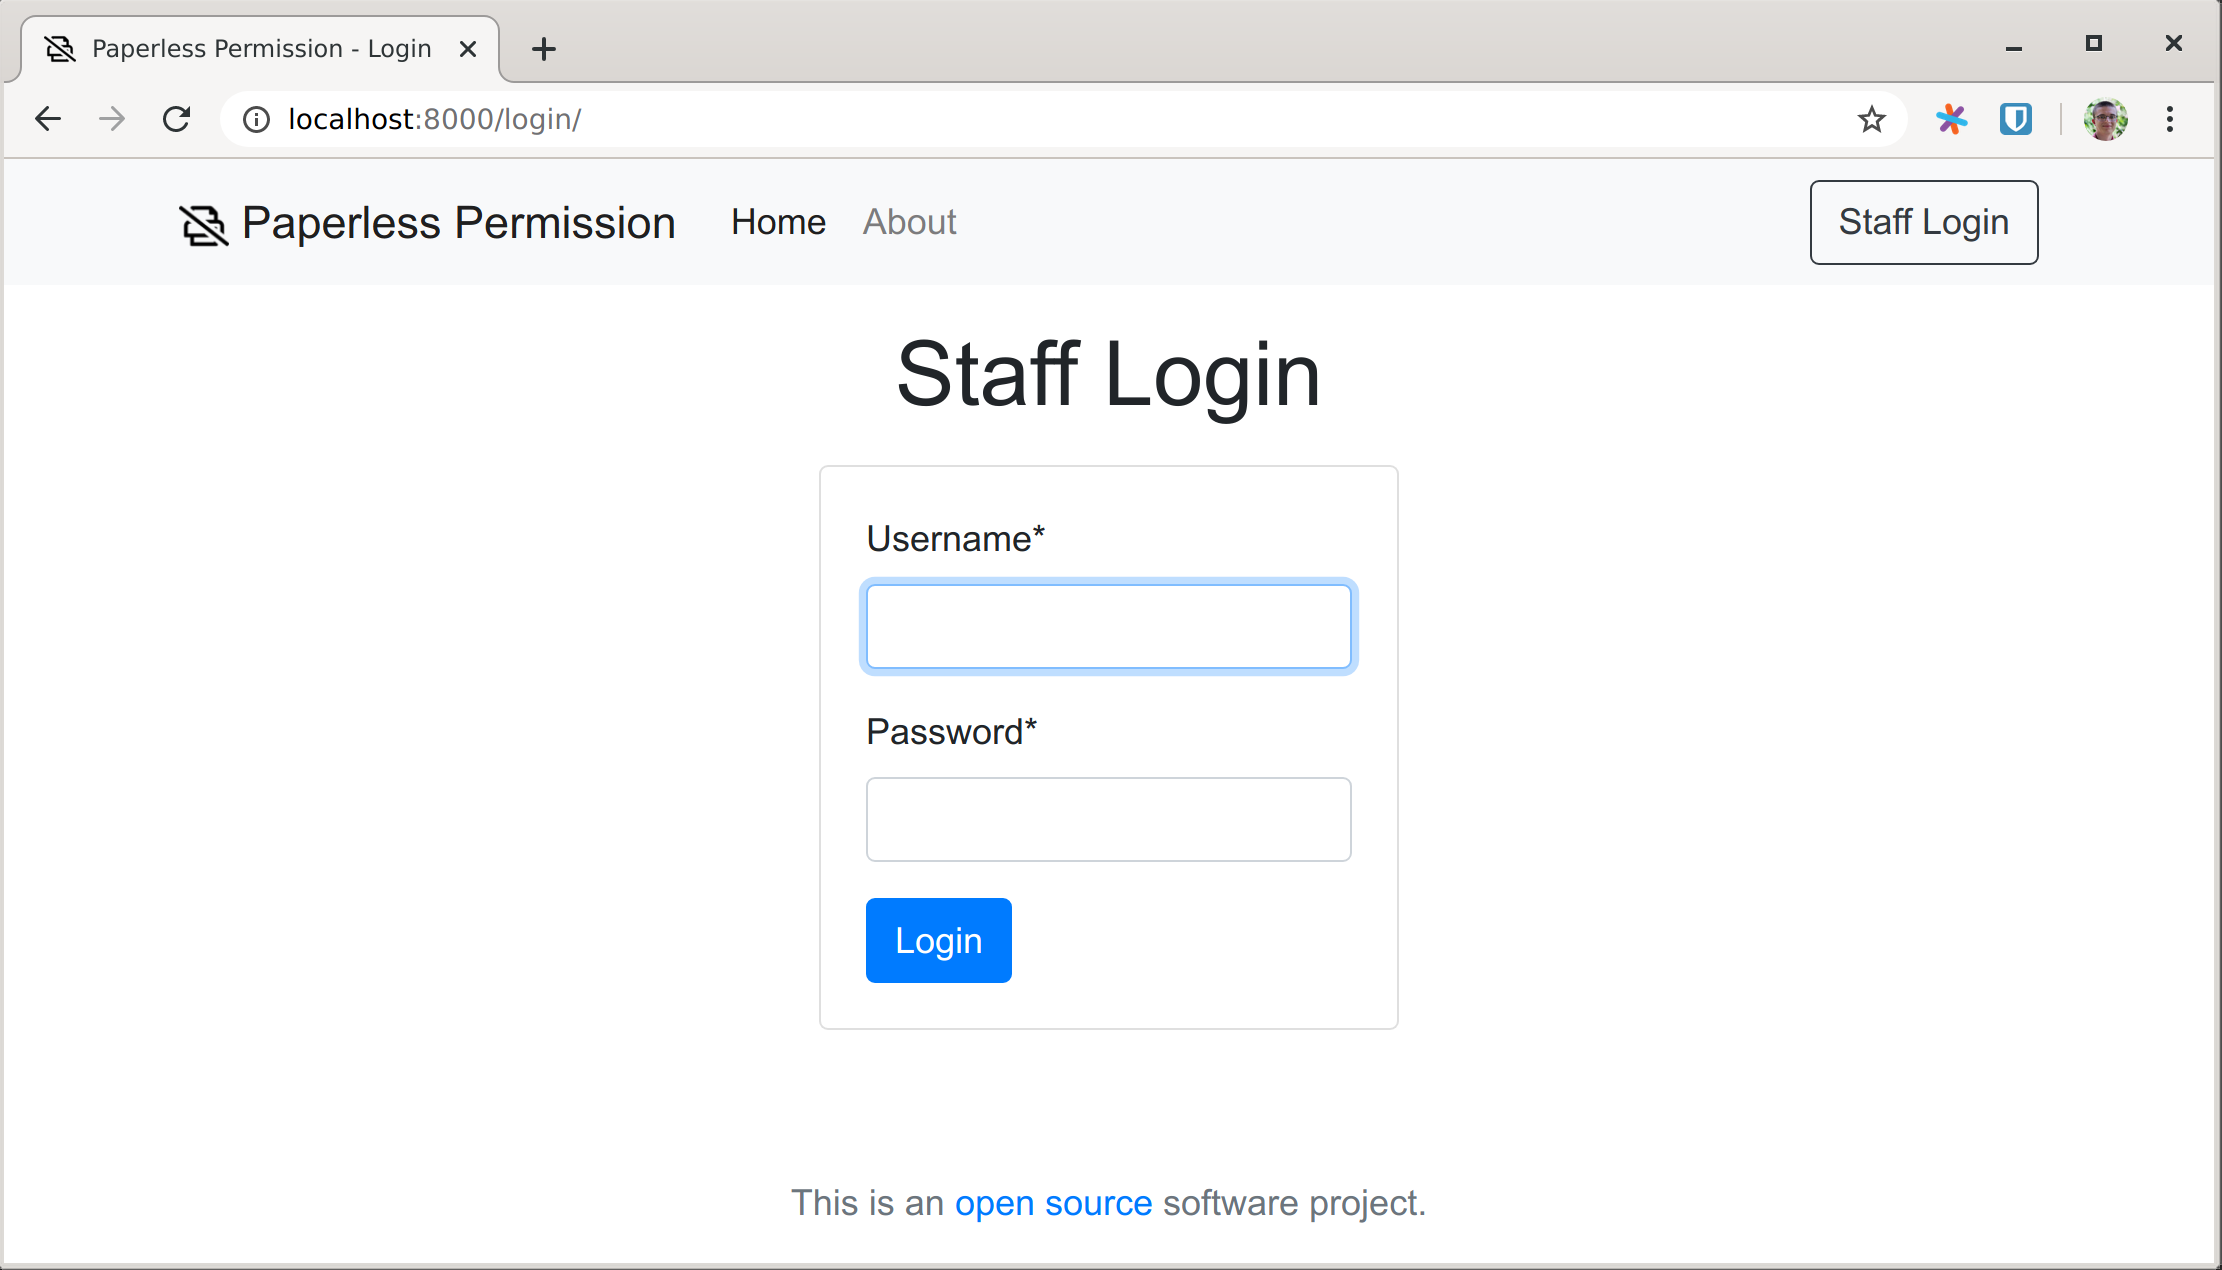 Paperless Permission - Login
localhost:8000/login/
Paperless Permission Home About Staff Login
Staff Login
Username*
Password*
Login
This is an open source software project.